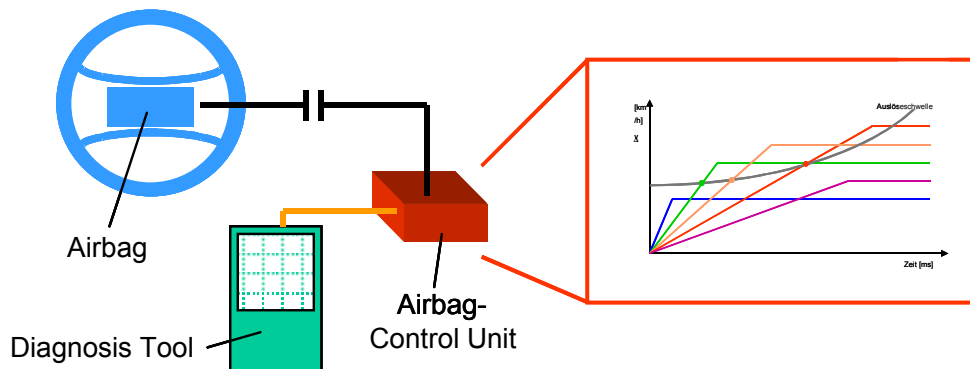 Airbag
Diagnosis Tool
Airbag-
Control Unit
[km
/h]
Auslöseschwelle
Zeit [ms]